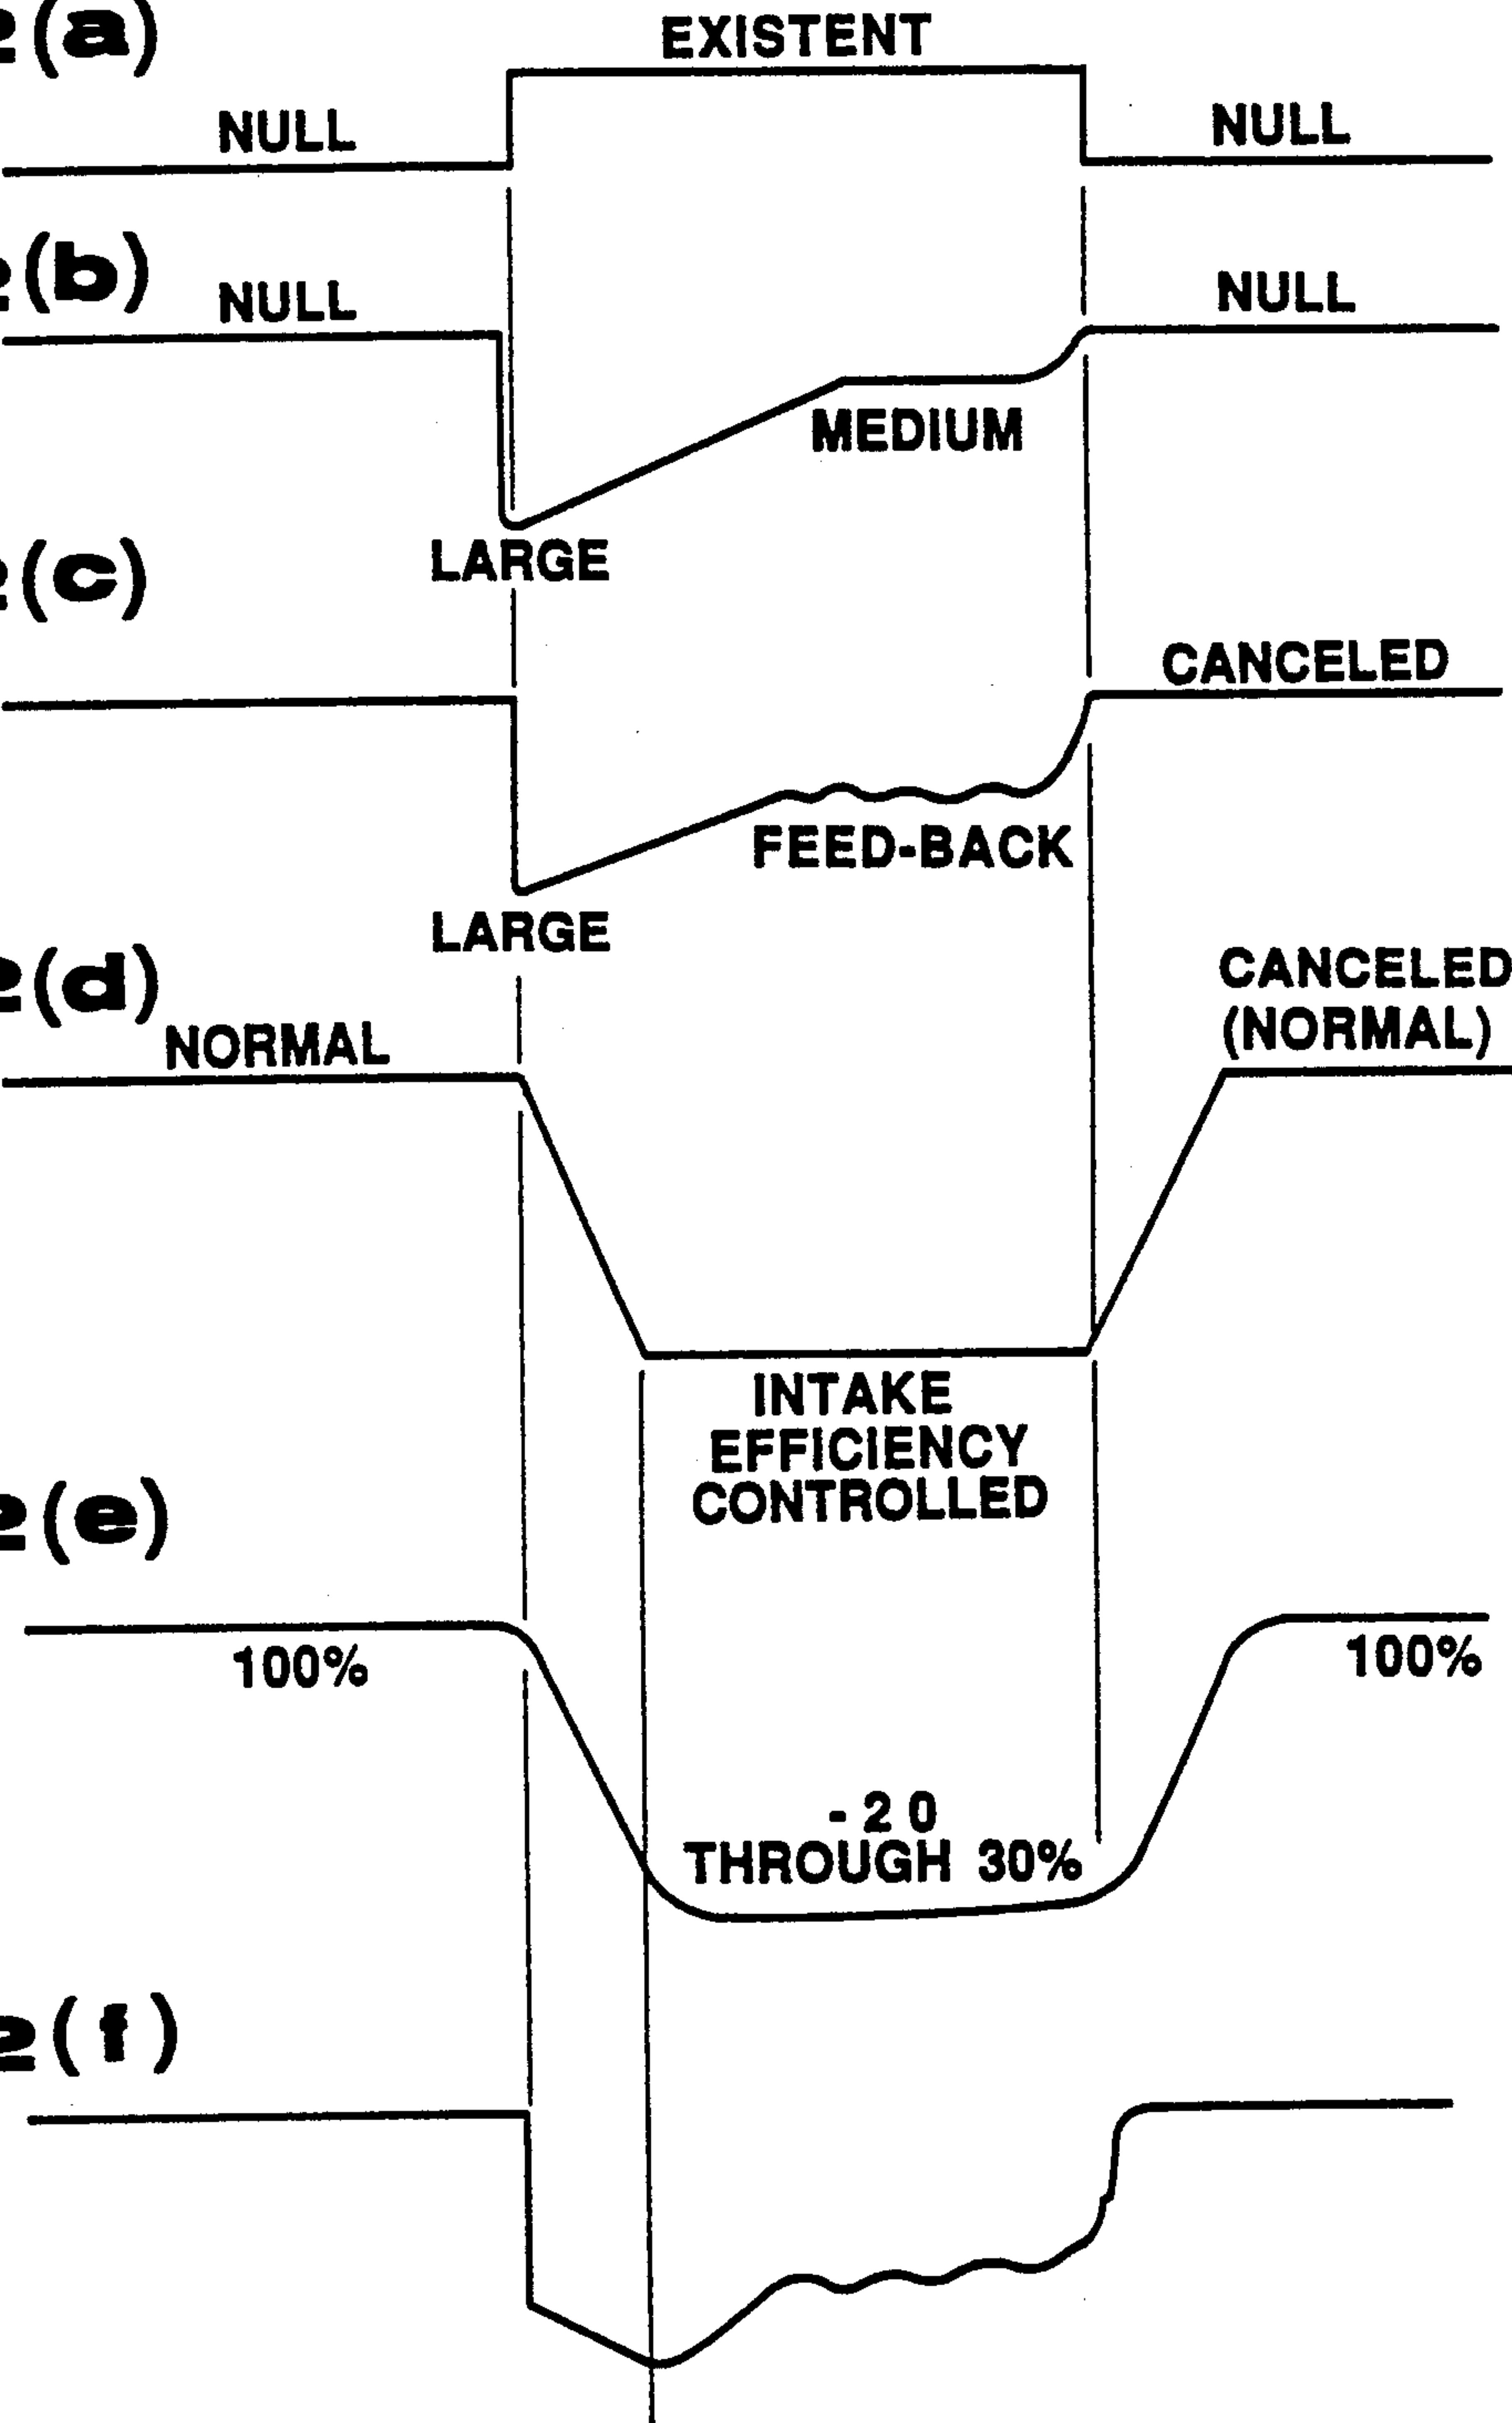 2(a)
EXISTENT
NULL
NULL
2(b)
NULL
NULL
MEDIUM
LARGE
2(c)
CANCELED
FEED-BACK
LARGE
2(d)
CANCELED
(NORMAL)
NORMAL
INTAKE
EFFICIENCY
CONTROLLED
2(e)
100%
100%
-20
THROUGH 30%
2(f)